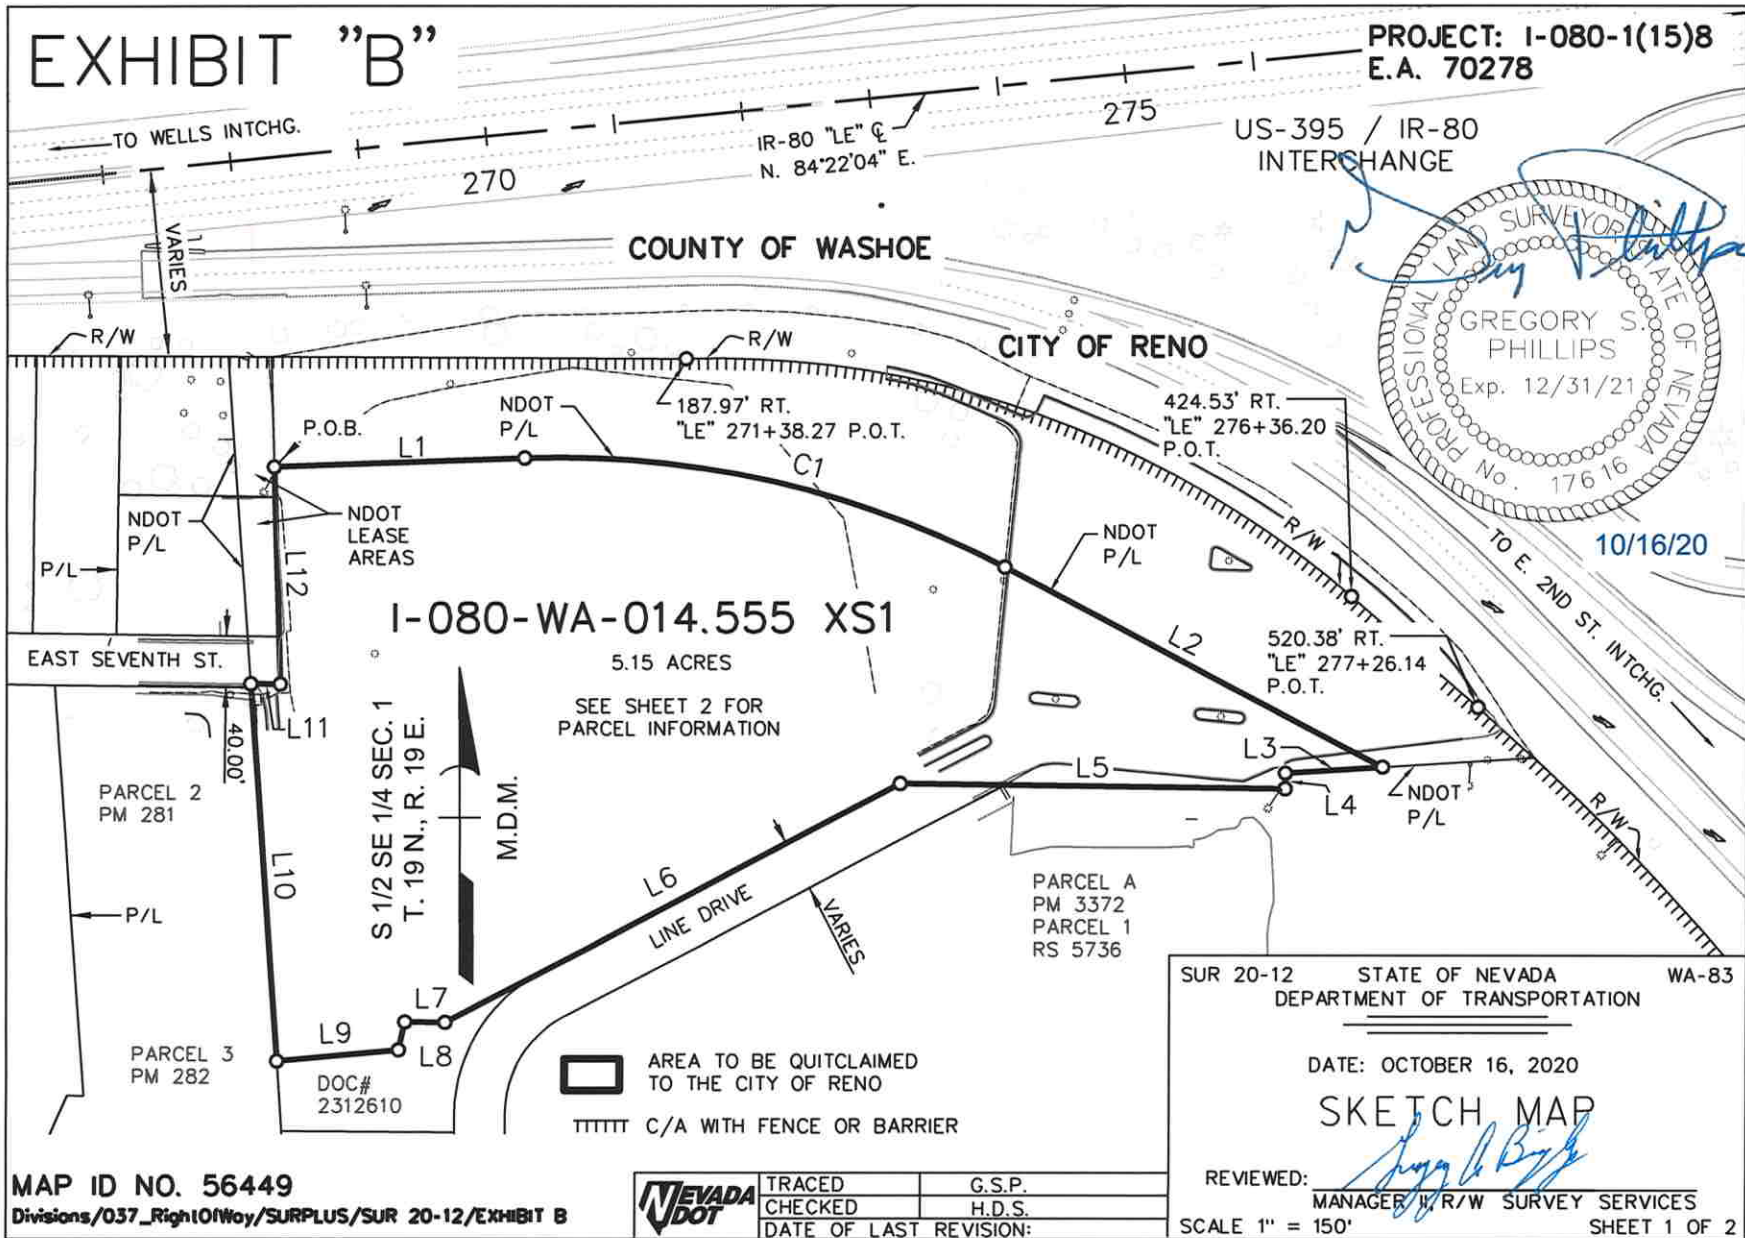 EXHIBIT "B"
PROJECT: I-080-1(15)8
E.A. 70278
TO WELLS INTCHG.
270
IR-80 "LE" ℄
N. 84°22'04" E.
275
US-395 / IR-80
INTERCHANGE
VARIES
COUNTY OF WASHOE
R/W
R/W
CITY OF RENO
PROFESSIONAL LAND SURVEYOR STATE OF NEVADA
GREGORY S.
PHILLIPS
Exp. 12/31/21
No. 17616
10/16/20
P.O.B.
L1
NDOT
P/L
187.97' RT.
"LE" 271+38.27 P.O.T.
C1
424.53' RT.
"LE" 276+36.20
P.O.T.
R/W
TO E. 2ND ST. INTCHG.
NDOT
P/L
NDOT
LEASE
AREAS
P/L
L12
NDOT
P/L
I-080-WA-014.555 XS1
5.15 ACRES
SEE SHEET 2 FOR
PARCEL INFORMATION
L2
520.38' RT.
"LE" 277+26.14
P.O.T.
EAST SEVENTH ST.
L11
40.00'
S 1/2 SE 1/4 SEC. 1
T. 19 N., R. 19 E.
M.D.M.
L3
L4
L5
NDOT
P/L
R/W
PARCEL 2
PM 281
L10
P/L
L6
LINE DRIVE
VARIES
PARCEL A
PM 3372
PARCEL 1
RS 5736
L7
L8
L9
PARCEL 3
PM 282
DOC#
2312610
AREA TO BE QUITCLAIMED
TO THE CITY OF RENO
C/A WITH FENCE OR BARRIER
SUR 20-12 STATE OF NEVADA WA-83
DEPARTMENT OF TRANSPORTATION
DATE: OCTOBER 16, 2020
SKETCH MAP
REVIEWED:
MANAGER II, R/W SURVEY SERVICES
SCALE 1" = 150' SHEET 1 OF 2
MAP ID NO. 56449
Divisions/037_RightOfWay/SURPLUS/SUR 20-12/EXHIBIT B
NEVADA
DOT
TRACED G.S.P.
CHECKED H.D.S.
DATE OF LAST REVISION: